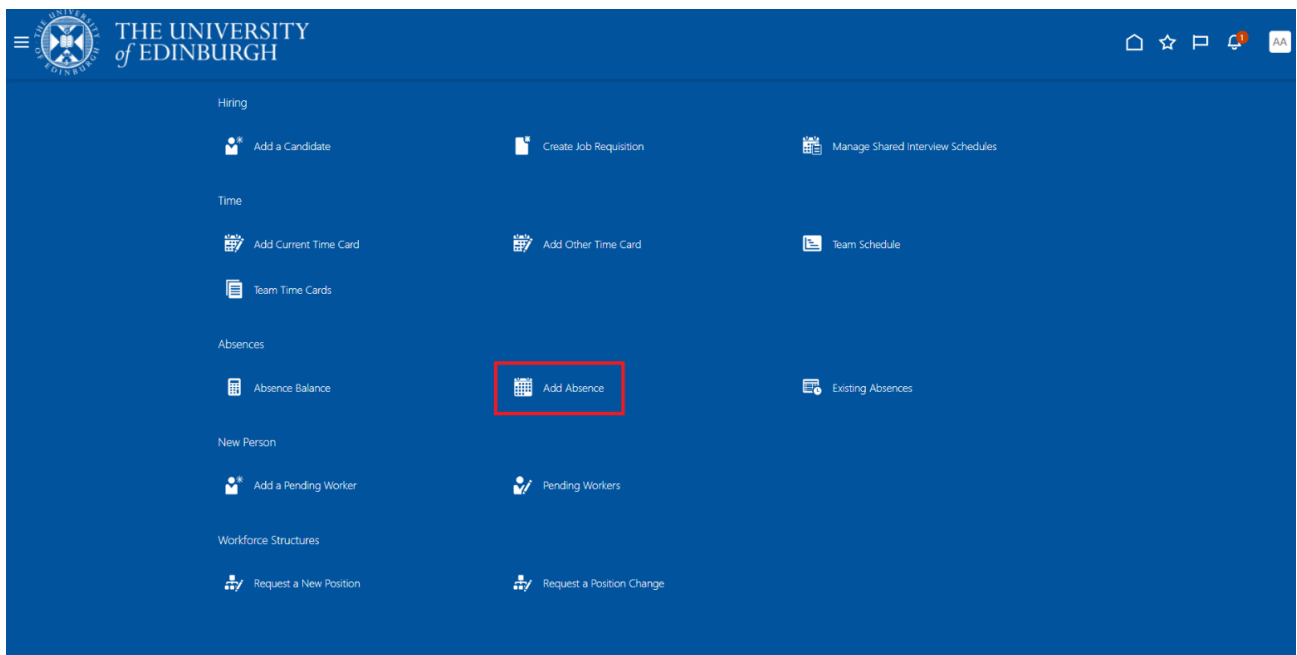 THE UNIVERSITY
of EDINBURGH
1
AA
Hiring
Add a Candidate
Create Job Requisition
Manage Shared Interview Schedules
Time
Add Current Time Card
Add Other Time Card
Team Schedule
Team Time Cards
Absences
Absence Balance
Add Absence
Existing Absences
New Person
Add a Pending Worker
Pending Workers
Workforce Structures
Request a New Position
Request a Position Change